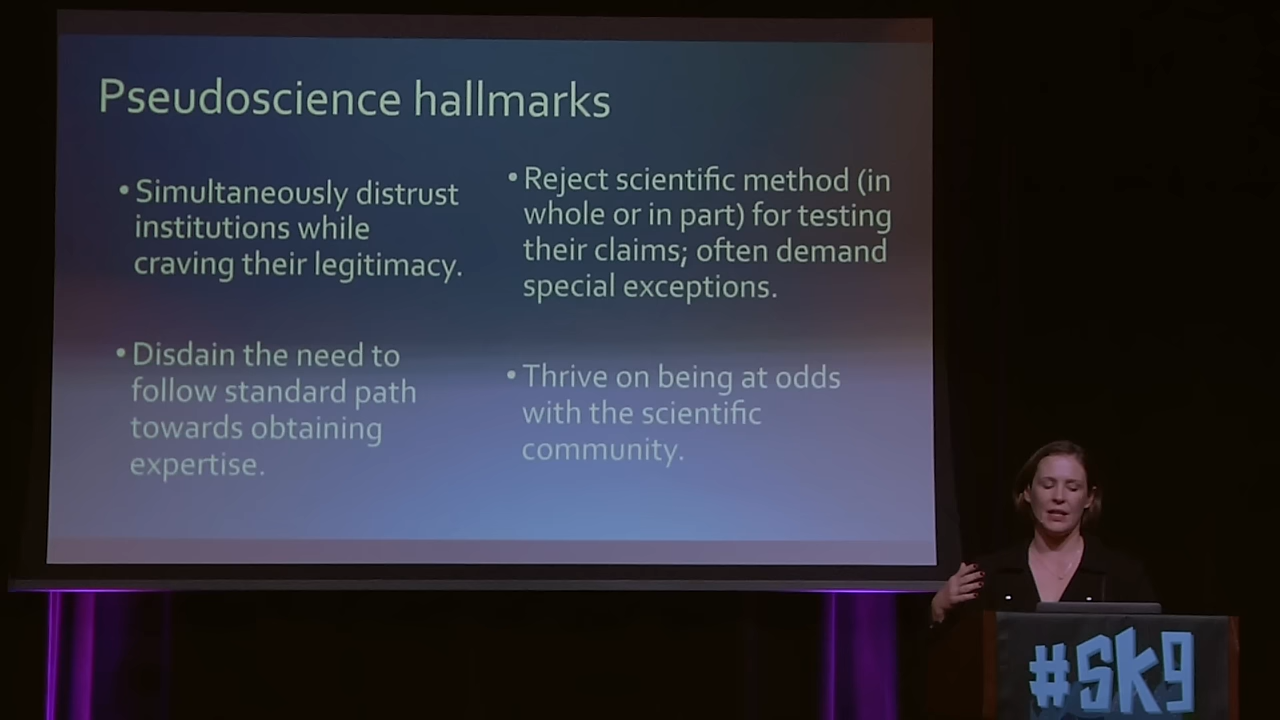 Pseudoscience hallmarks
• Simultaneously distrust
institutions while
craving their legitimacy.
• Disdain the need to
follow standard path
towards obtaining
expertise.
• Reject scientific method (in
whole or in part) for testing
their claims; often demand
special exceptions.
• Thrive on being at odds
with the scientific
community.
#SK9